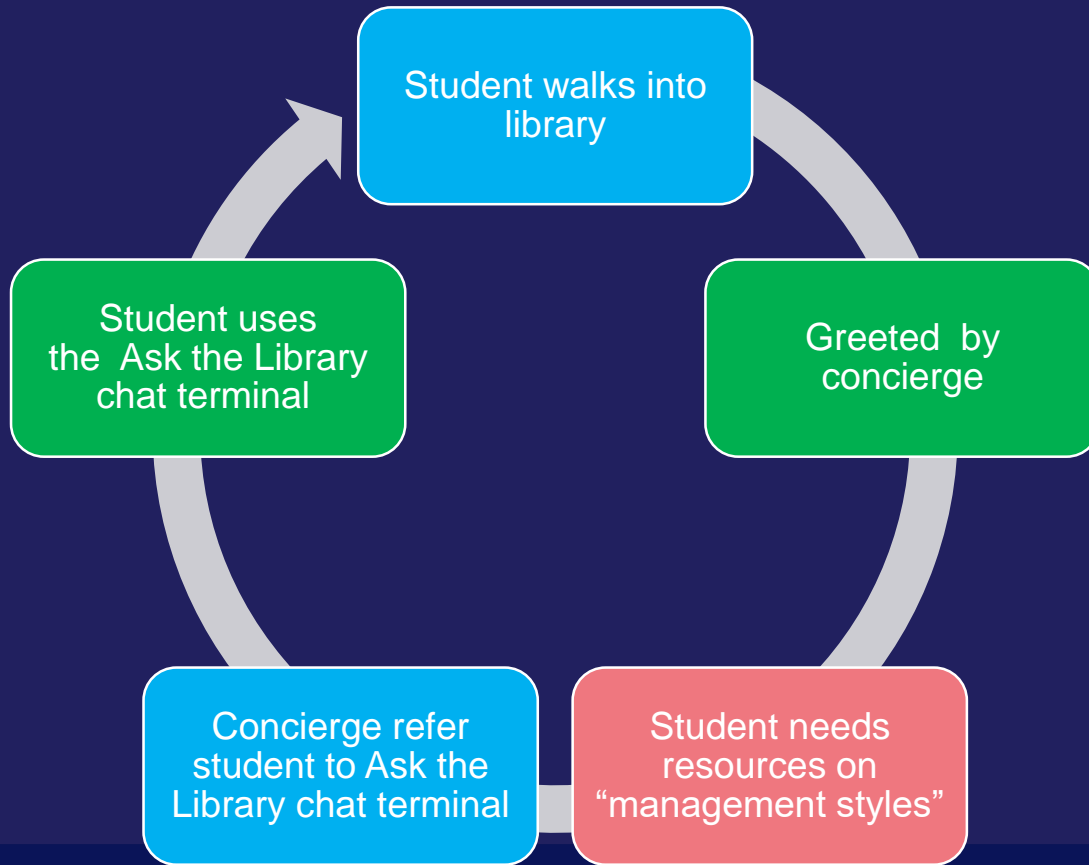 Student walks into
library
Greeted by
concierge
Student needs
resources on
“management styles”
Concierge refer
student to Ask the
Library chat terminal
Student uses
the Ask the Library
chat terminal